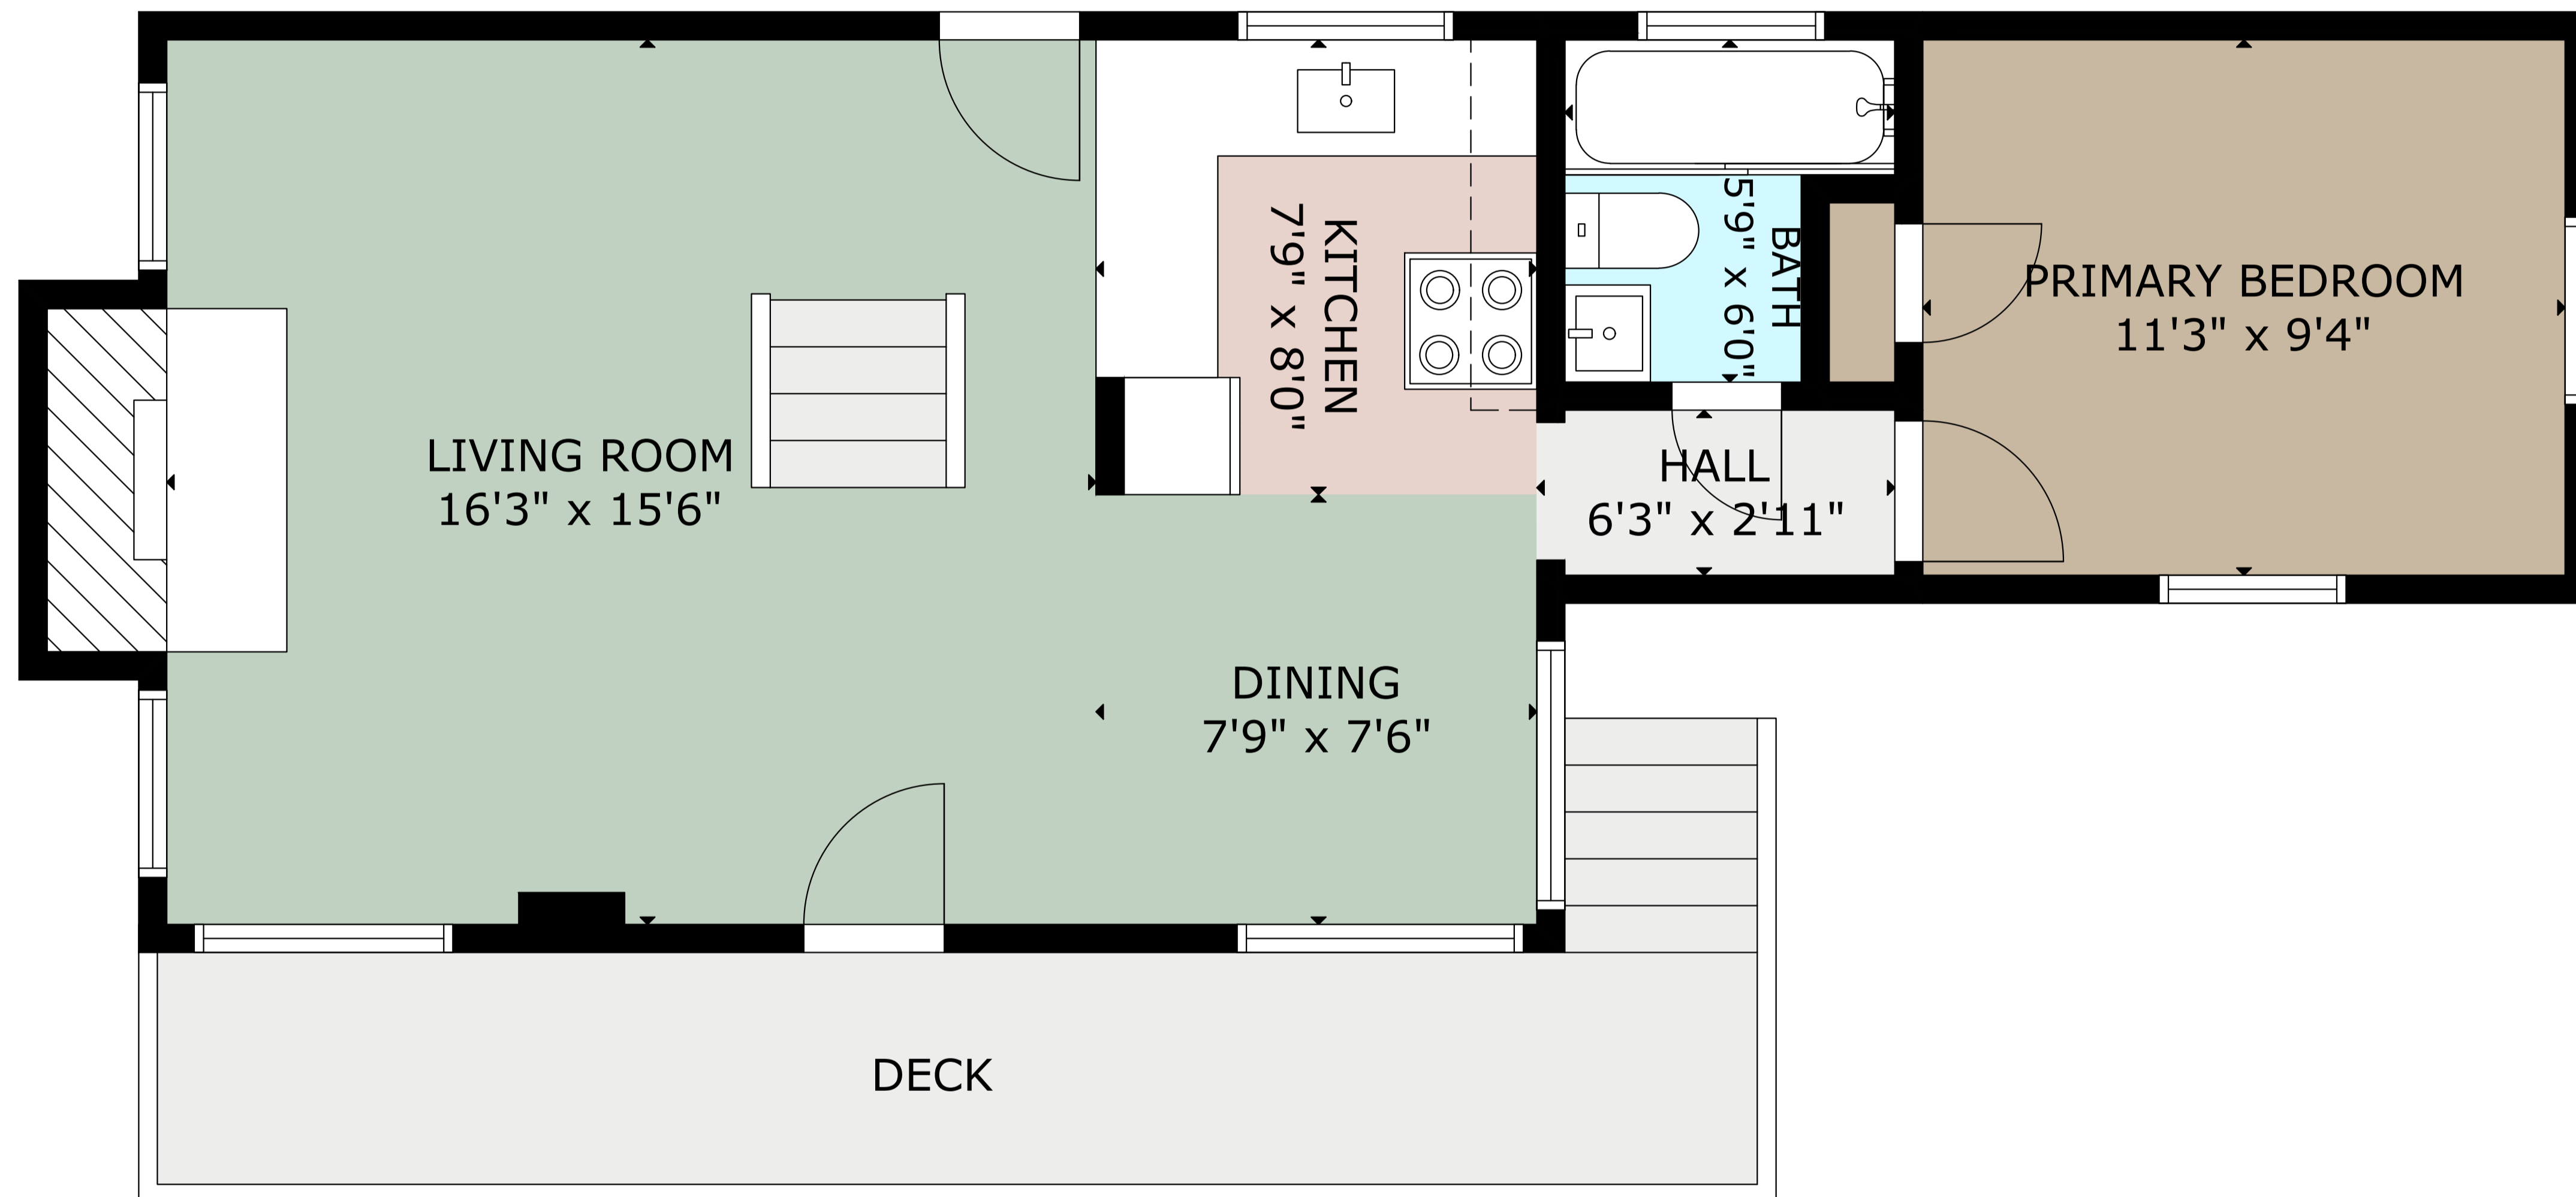 LIVING ROOM
16'3" x 15'6"
KITCHEN
7'9" x 8'0"
BATH
5'9" x 6'0"
HALL
6'3" x 2'11"
PRIMARY BEDROOM
11'3" x 9'4"
DINING
7'9" x 7'6"
DECK